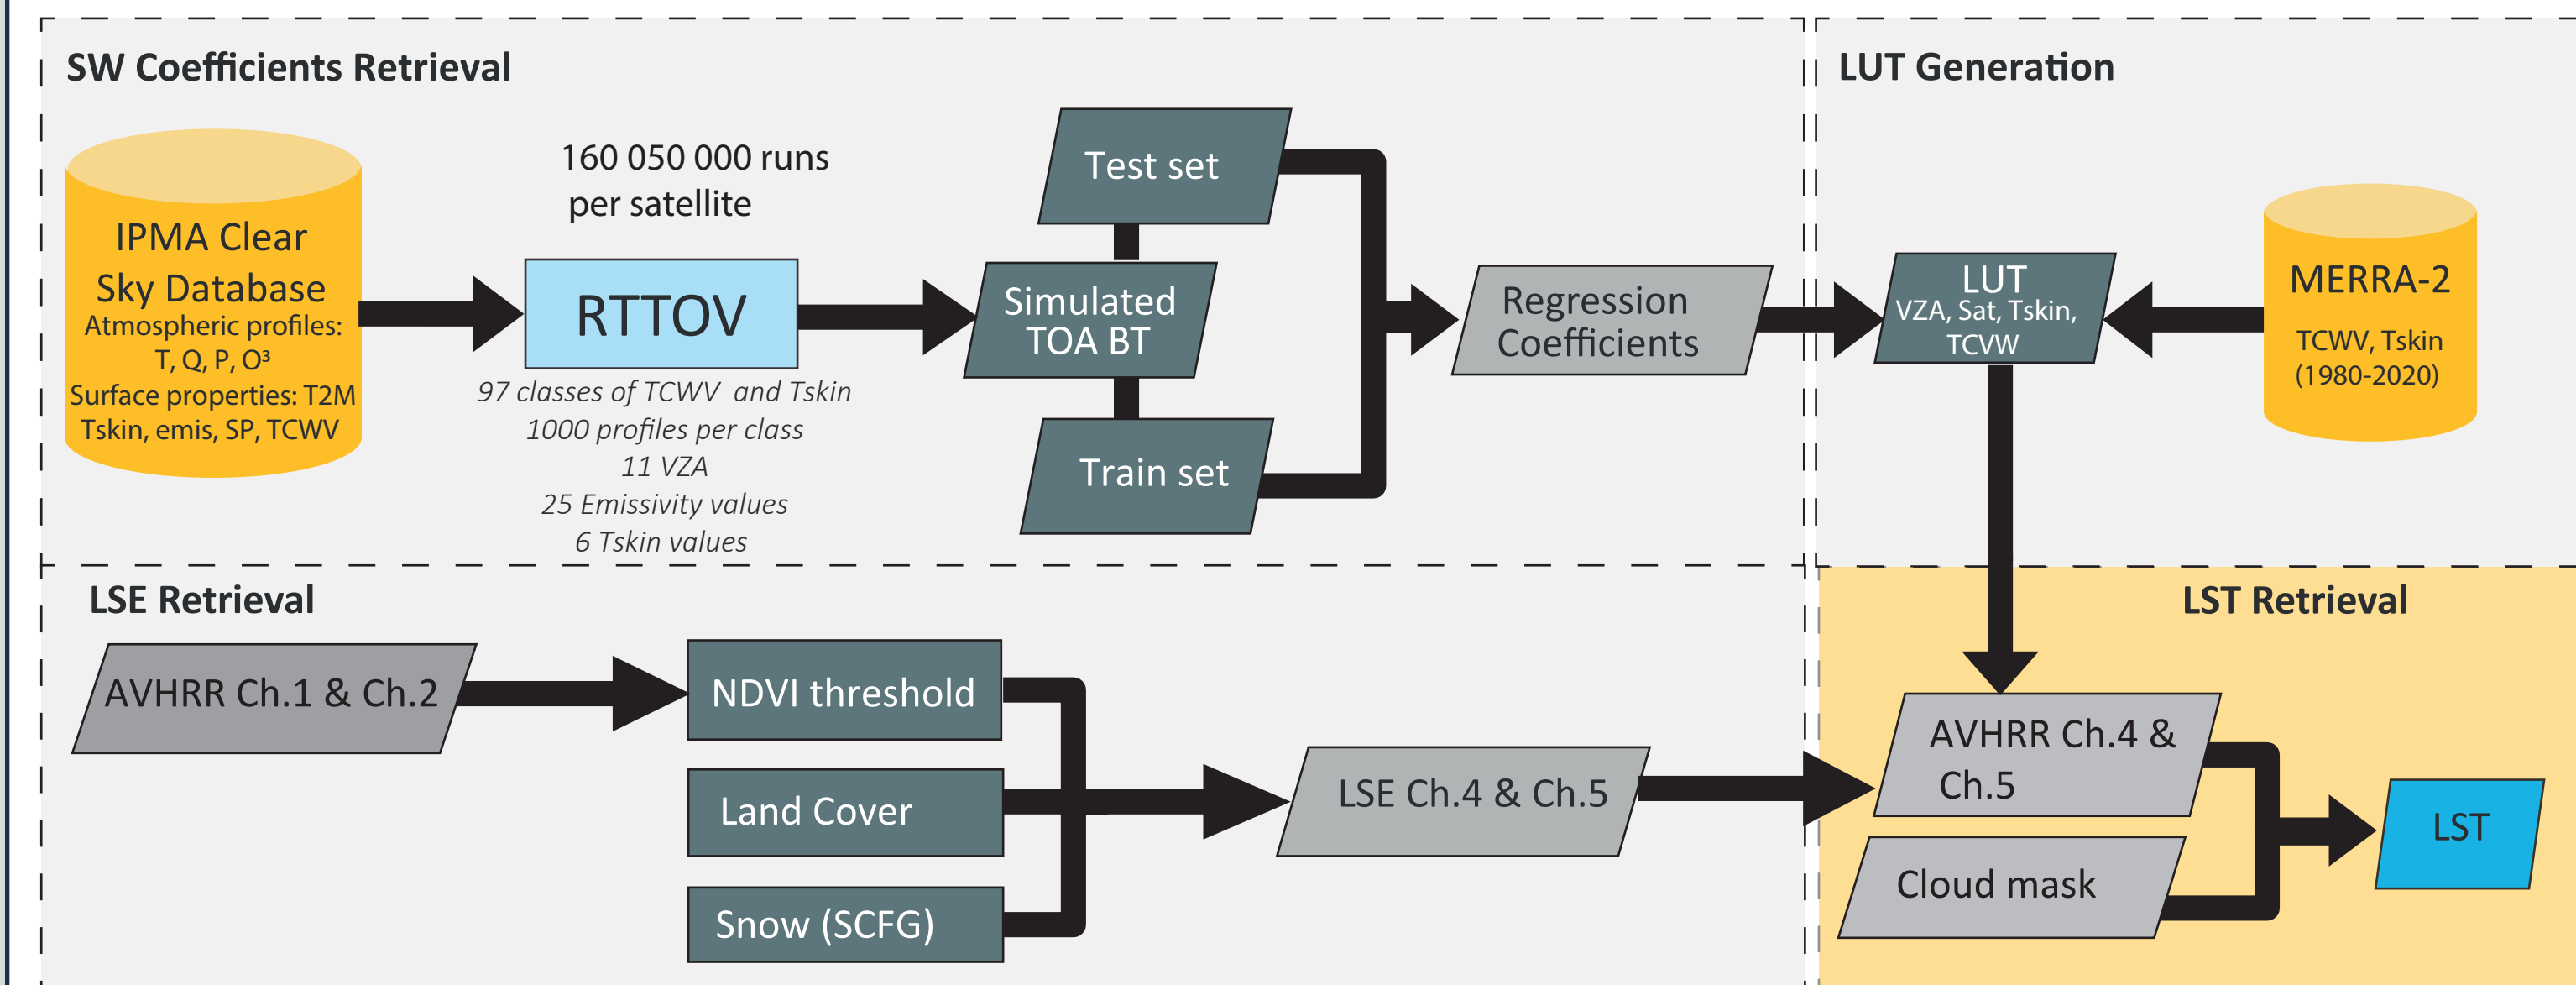 SW Coefficients Retrieval
IPMA Clear
Sky Database
Atmospheric profiles:
T, Q, P, O³
Surface properties: T2M
Tskin, emis, SP, TCWV
160 050 000 runs
per satellite
RTTOV
97 classes of TCWV and Tskin
1000 profiles per class
11 VZA
25 Emissivity values
6 Tskin values
Test set
Simulated
TOA BT
Train set
Regression
Coefficients
LUT Generation
LUT
VZA, Sat, Tskin,
TCVW
MERRA-2
TCWV, Tskin
(1980-2020)
LSE Retrieval
AVHRR Ch.1 & Ch.2
NDVI threshold
Land Cover
Snow (SCFG)
LSE Ch.4 & Ch.5
LST Retrieval
AVHRR Ch.4 &
Ch.5
Cloud mask
LST